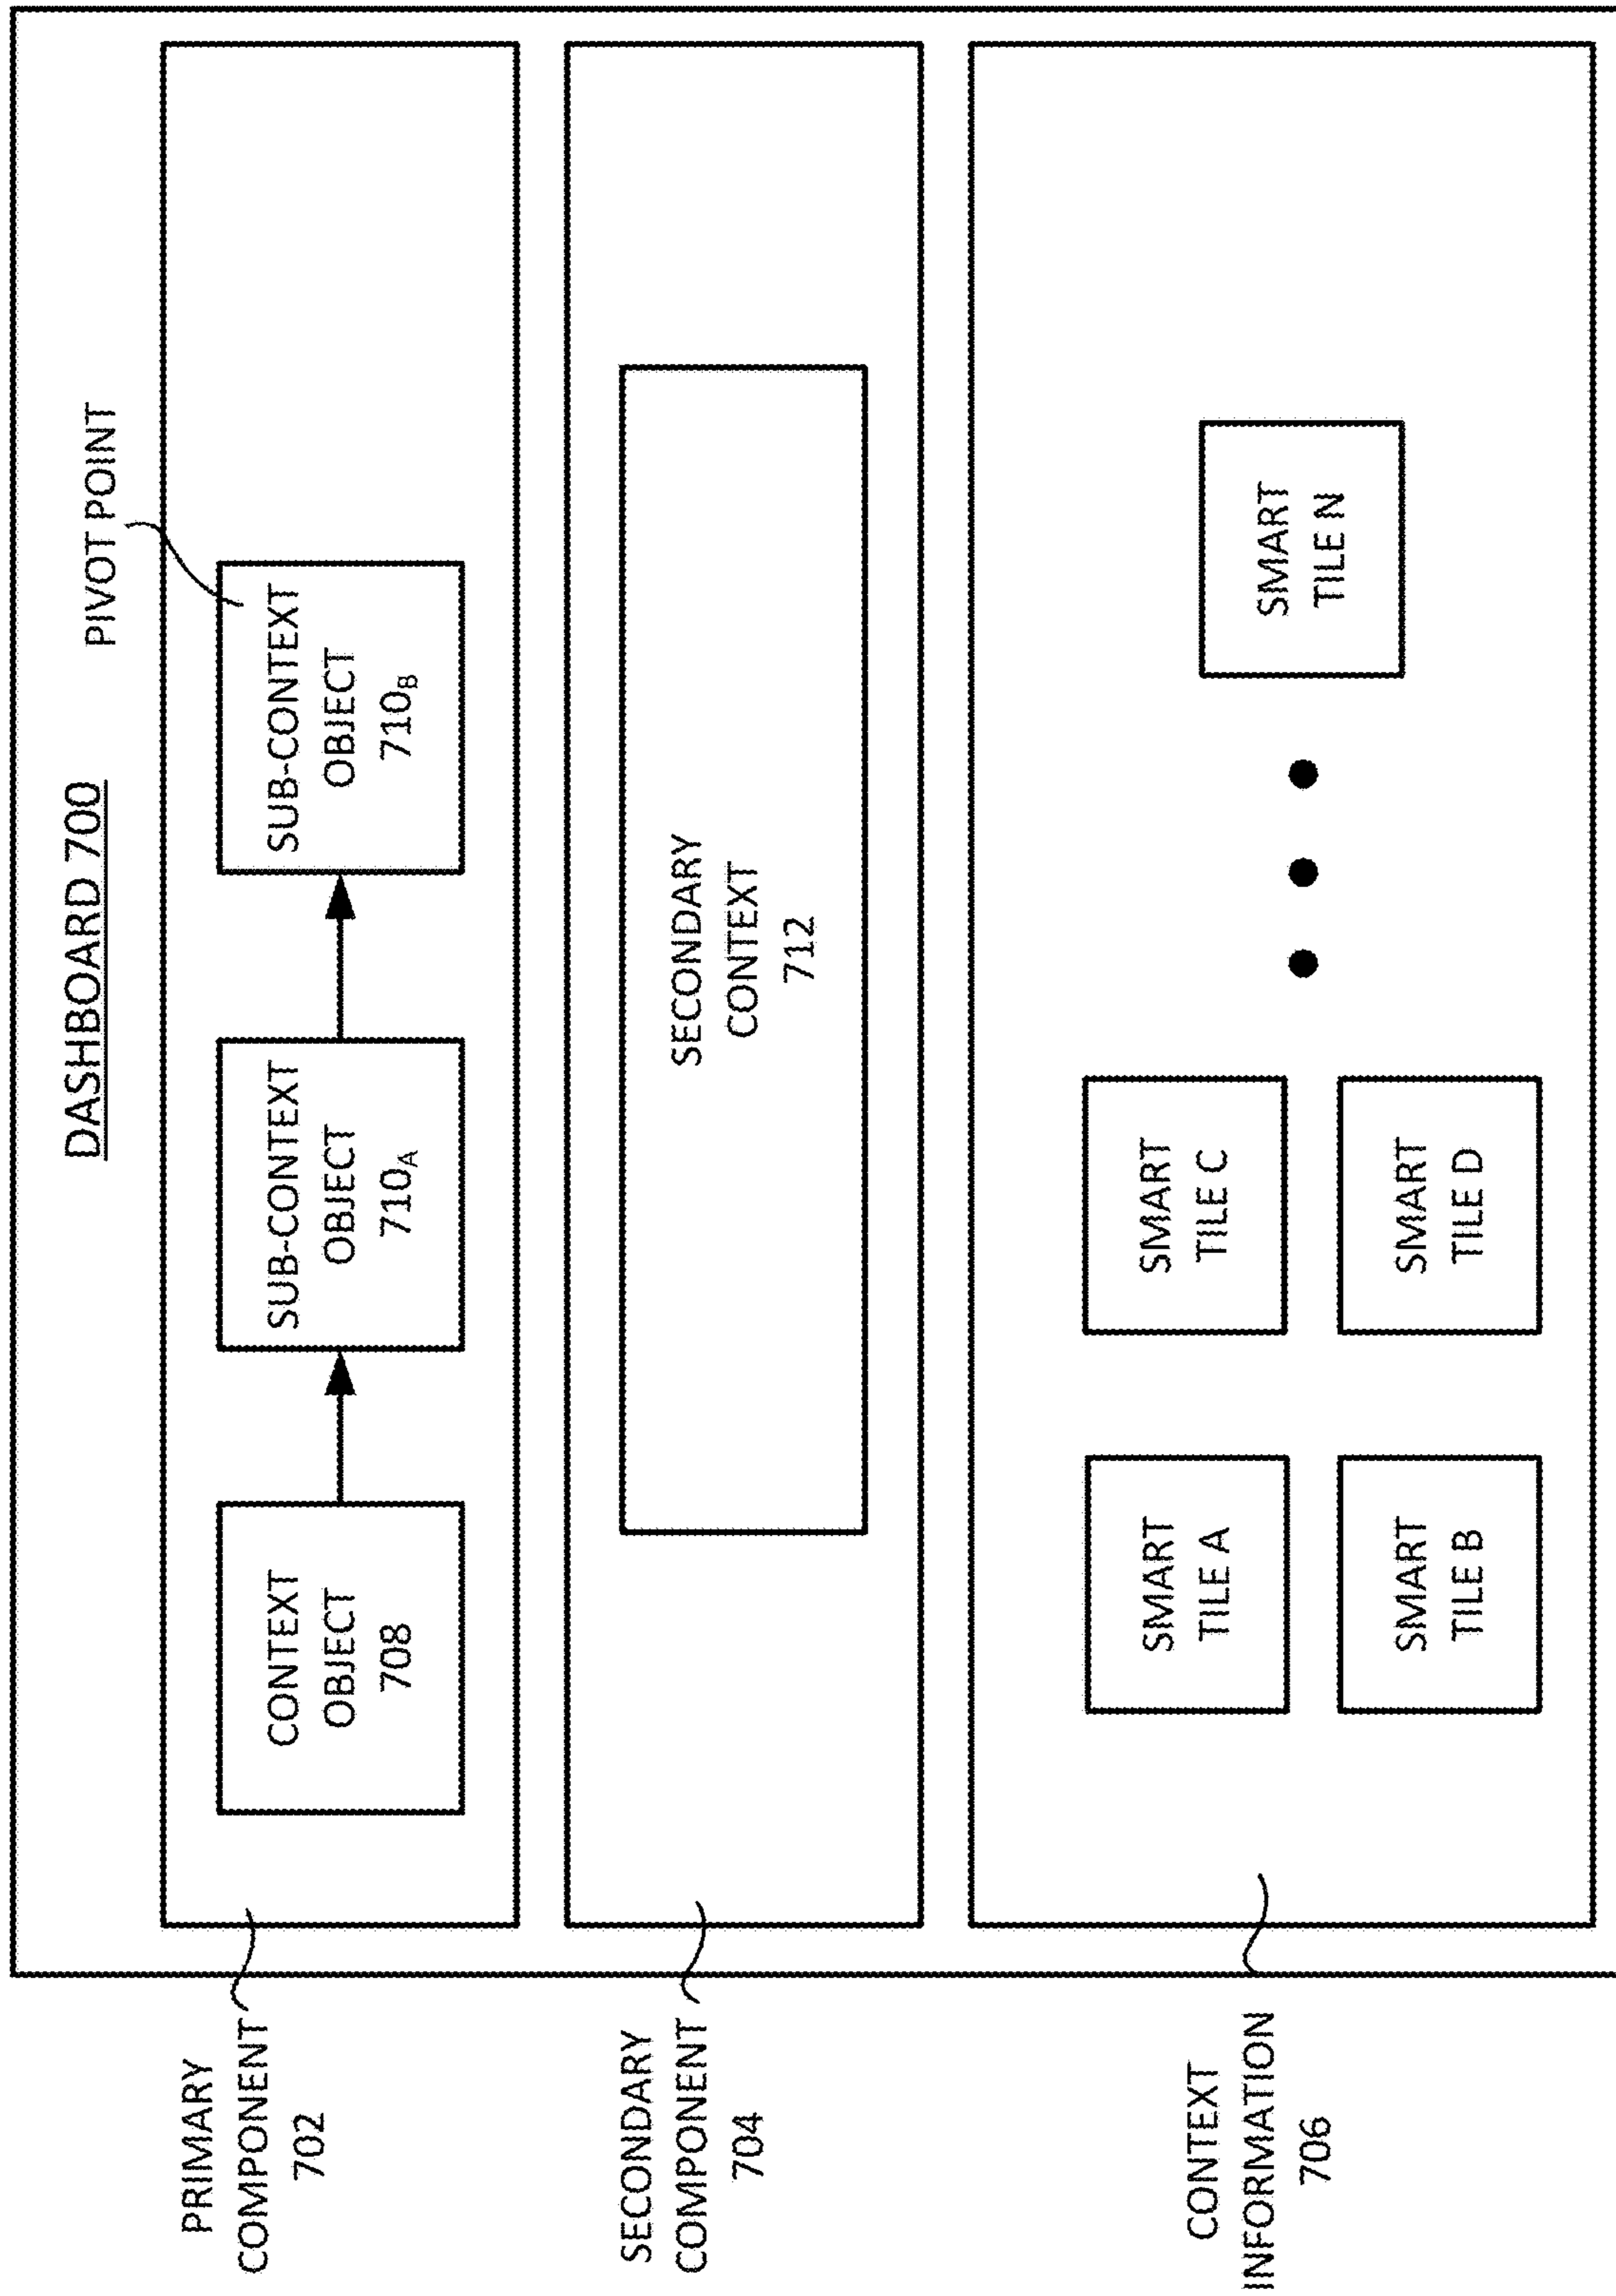 DASHBOARD 700
PIVOT POINT
PRIMARY
COMPONENT
702
CONTEXT
OBJECT
708
SUB-CONTEXT
OBJECT
710A
SUB-CONTEXT
OBJECT
710B
SECONDARY
COMPONENT
704
SECONDARY
CONTEXT
712
CONTEXT
INFORMATION
706
SMART
TILE A
SMART
TILE B
SMART
TILE C
SMART
TILE D
SMART
TILE N